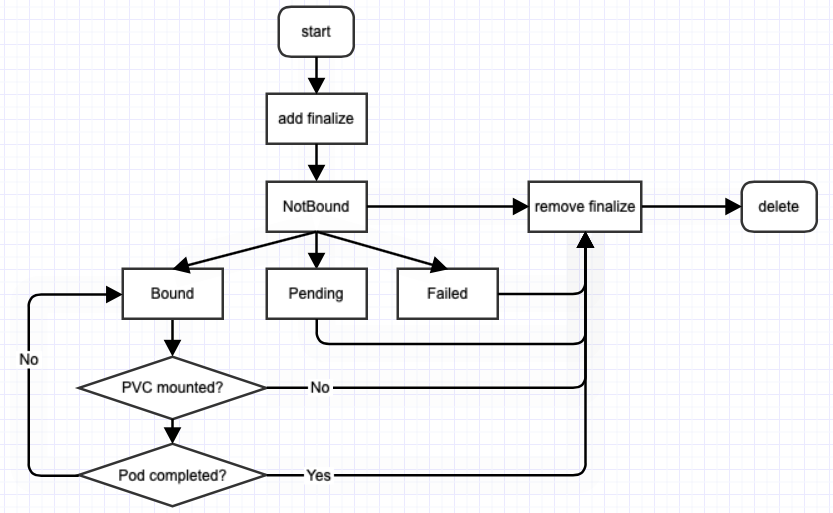 start
add finalize
NotBound
remove finalize
delete
Bound
Pending
Failed
No
PVC mounted?
No
Pod completed?
Yes